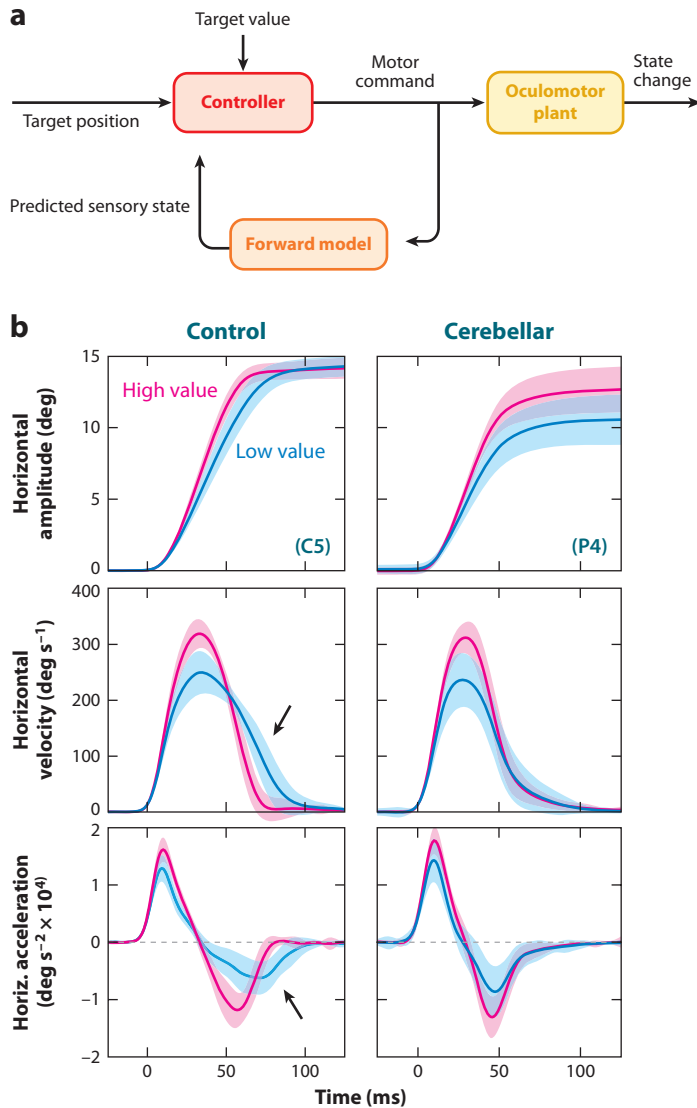 a
Target value
Controller
Motor
command
Oculomotor
plant
State
change
Target position
Predicted sensory state
Forward model
b
Control
Cerebellar
Horizontal
amplitude (deg)
15
10
5
0
High value
Low value
(C5)
(P4)
Horizontal
velocity (deg s⁻¹)
400
300
200
100
0
Horiz. acceleration
(deg s⁻² × 10⁴)
2
1
0
−1
−2
0 50 100
0 50 100
Time (ms)